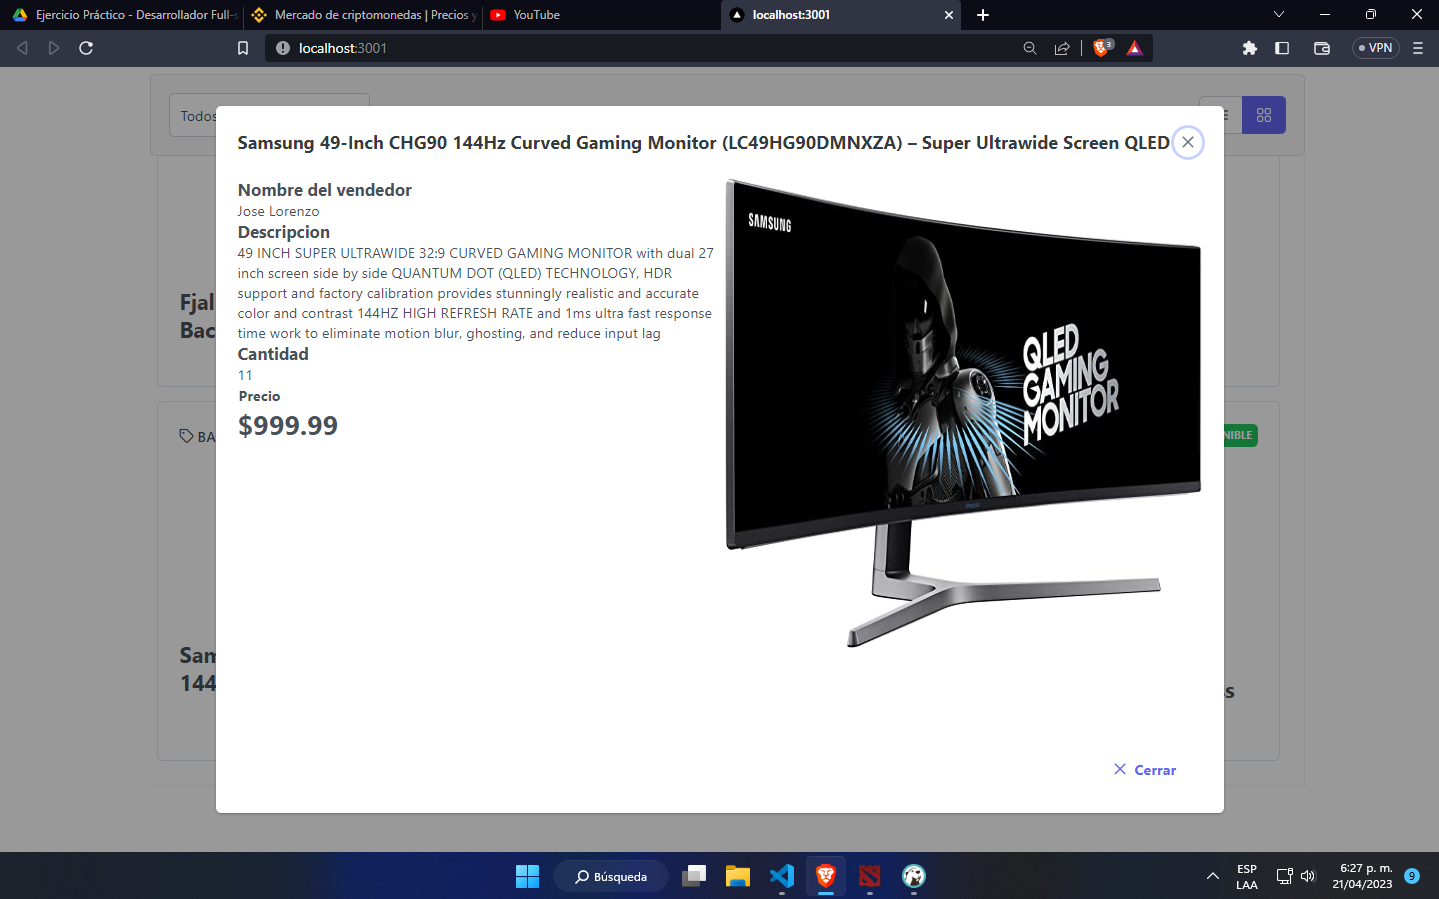 Ejercicio Práctico - Desarrollador Full-s
Mercado de criptomonedas | Precios y
YouTube
localhost:3001
localhost:3001
3
VPN
Todos
Samsung 49-Inch CHG90 144Hz Curved Gaming Monitor (LC49HG90DMNXZA) – Super Ultrawide Screen QLED
Nombre del vendedor
Jose Lorenzo
Descripcion
49 INCH SUPER ULTRAWIDE 32:9 CURVED GAMING MONITOR with dual 27
inch screen side by side QUANTUM DOT (QLED) TECHNOLOGY, HDR
support and factory calibration provides stunningly realistic and accurate
color and contrast 144HZ HIGH REFRESH RATE and 1ms ultra fast response
time work to eliminate motion blur, ghosting, and reduce input lag
Cantidad
11
Precio
$999.99
SAMSUNG
QLED
GAMING
MONITOR
Fjal
Bac
BA
NIBLE
Sam
144
s
Cerrar
Búsqueda
ESP
LAA
6:27 p. m.
21/04/2023
9